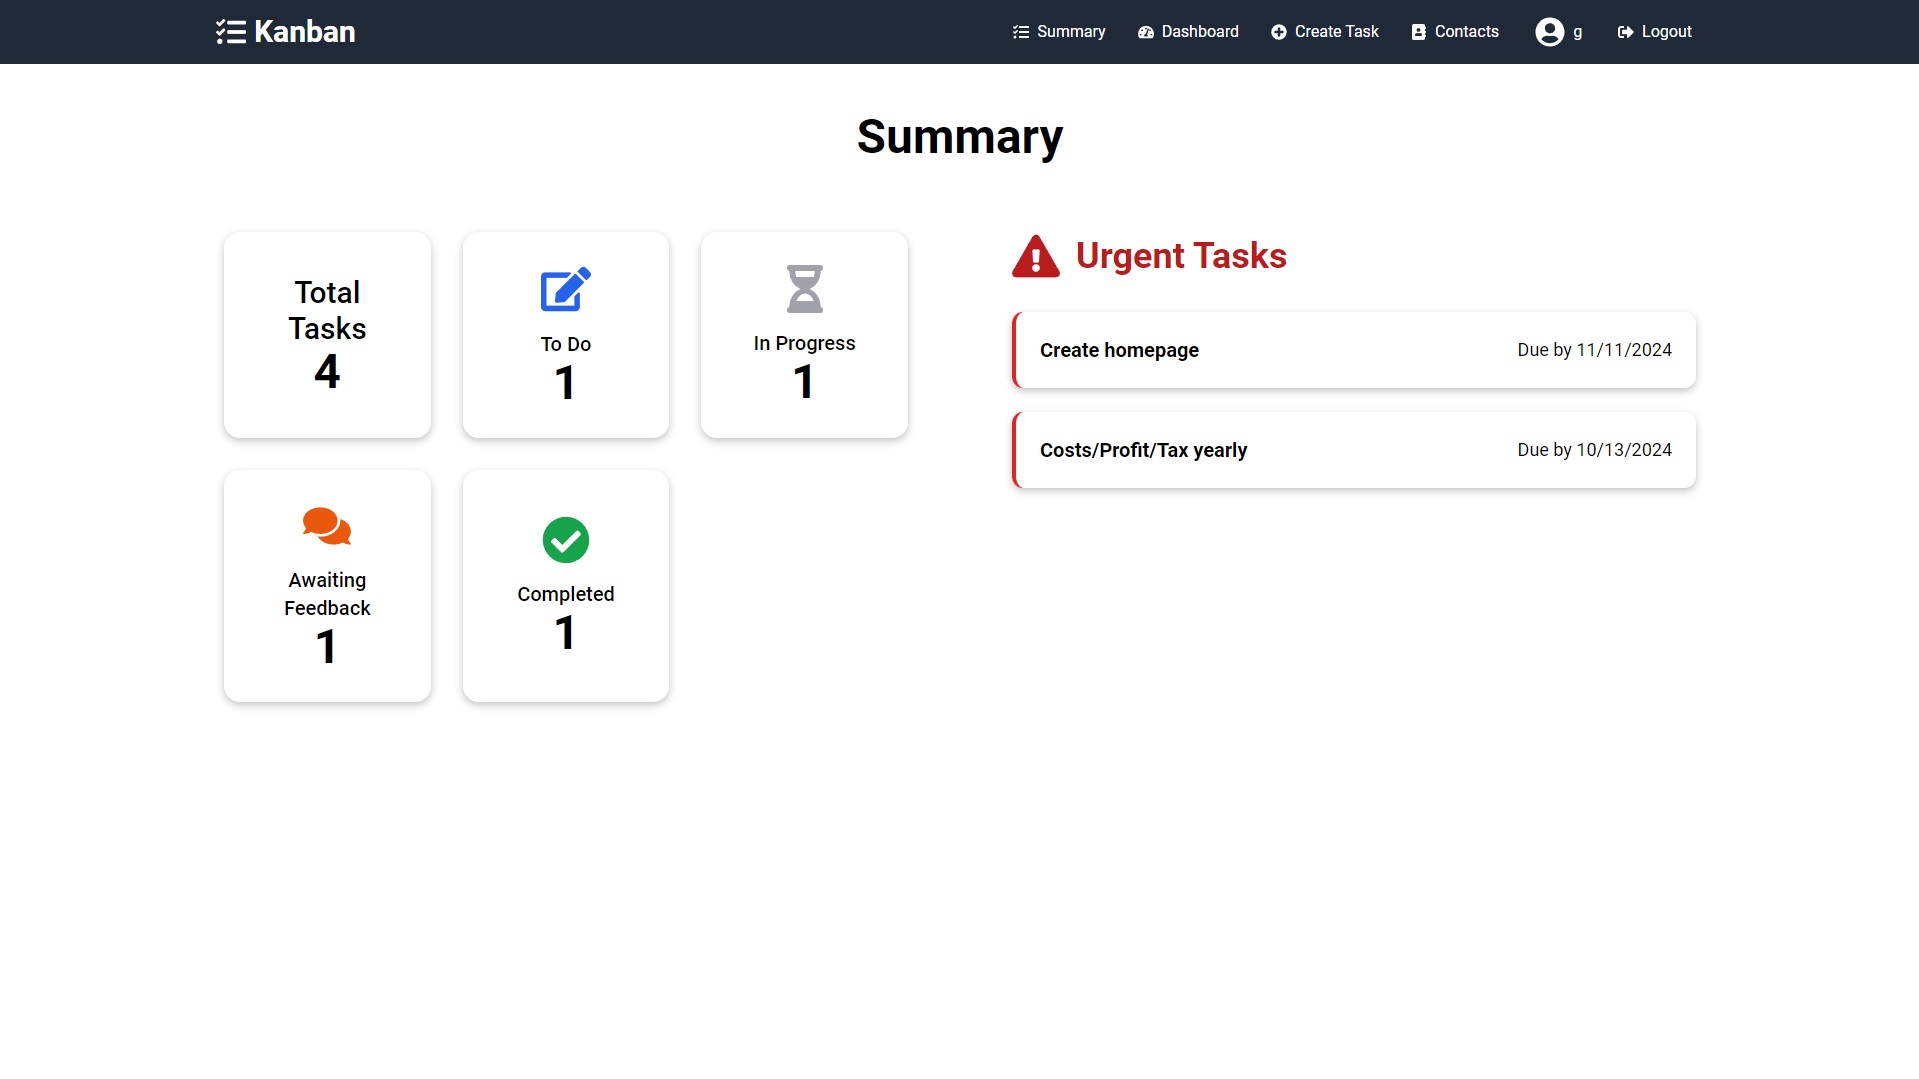 Kanban
Summary
Dashboard
Create Task
Contacts
g
Logout
Summary
Total
Tasks
4
To Do
1
In Progress
1
Awaiting
Feedback
1
Completed
1
Urgent Tasks
Create homepage
Due by 11/11/2024
Costs/Profit/Tax yearly
Due by 10/13/2024